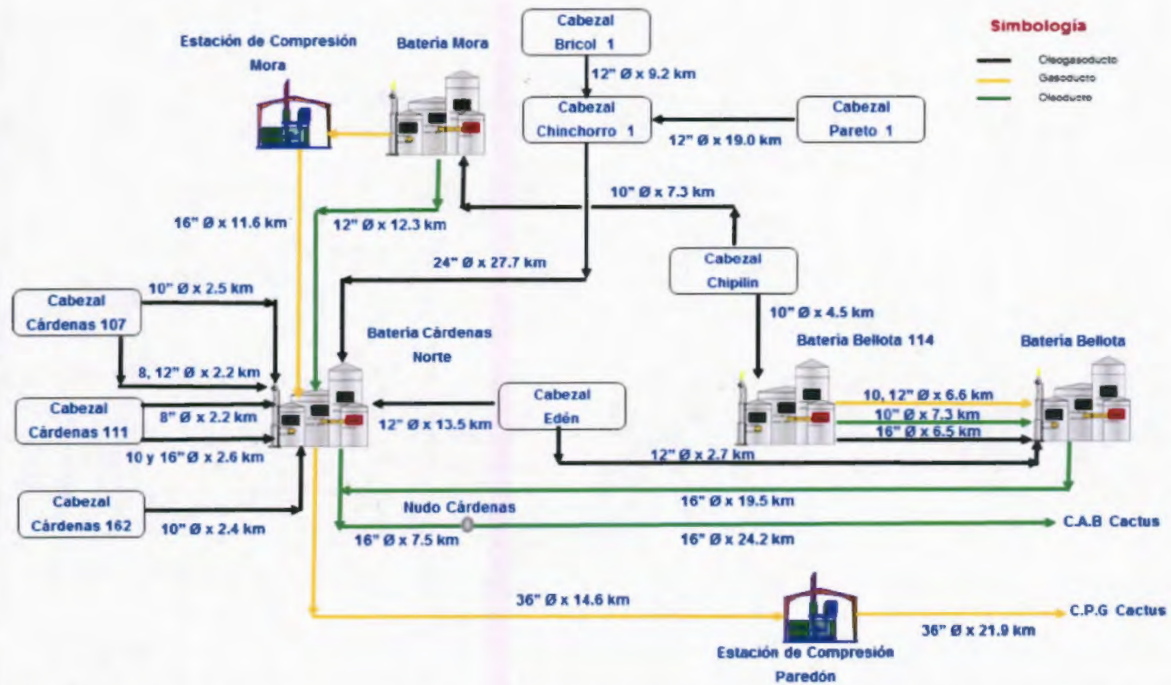 Simbología
Oleogasoducto
Gasoducto
Oleoducto
Estación de Compresión
Mora
Batería Mora
Cabezal
Bricol 1
12" Ø x 9.2 km
Cabezal
Chinchorro 1
Cabezal
Pareto 1
12" Ø x 19.0 km
10" Ø x 7.3 km
16" Ø x 11.6 km
12" Ø x 12.3 km
24" Ø x 27.7 km
Cabezal
Chipilin
10" Ø x 4.5 km
Cabezal
Cárdenas 107
10" Ø x 2.5 km
8, 12" Ø x 2.2 km
Batería Cárdenas
Norte
Batería Bellota 114
Batería Bellota
Cabezal
Cárdenas 111
8" Ø x 2.2 km
10 y 16" Ø x 2.6 km
12" Ø x 13.5 km
Cabezal
Edén
10, 12" Ø x 6.6 km
10" Ø x 7.3 km
16" Ø x 6.5 km
12" Ø x 2.7 km
Cabezal
Cárdenas 162
10" Ø x 2.4 km
Nudo Cárdenas
16" Ø x 19.5 km
16" Ø x 7.5 km
16" Ø x 24.2 km
C.A.B Cactus
36" Ø x 14.6 km
C.P.G Cactus
36" Ø x 21.9 km
Estación de Compresión
Paredón